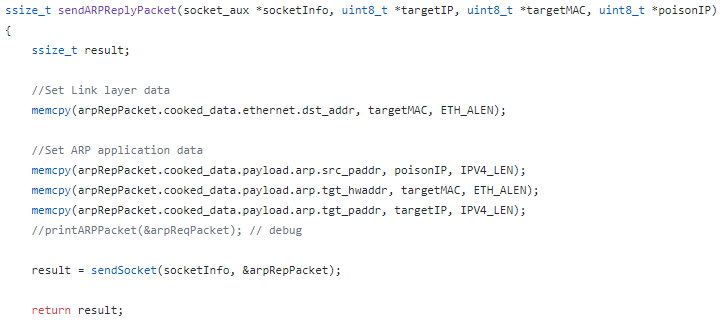 ssize_t sendARPReplyPacket(socket_aux *socketInfo, uint8_t *targetIP, uint8_t *targetMAC, uint8_t *poisonIP)
{
    ssize_t result;

    //Set Link layer data
    memcpy(arpRepPacket.cooked_data.ethernet.dst_addr, targetMAC, ETH_ALEN);

    //Set ARP application data
    memcpy(arpRepPacket.cooked_data.payload.arp.src_paddr, poisonIP, IPV4_LEN);
    memcpy(arpRepPacket.cooked_data.payload.arp.tgt_hwaddr, targetMAC, ETH_ALEN);
    memcpy(arpRepPacket.cooked_data.payload.arp.tgt_paddr, targetIP, IPV4_LEN);
    //printARPPacket(&arpReqPacket); // debug

    result = sendSocket(socketInfo, &arpRepPacket);

    return result;